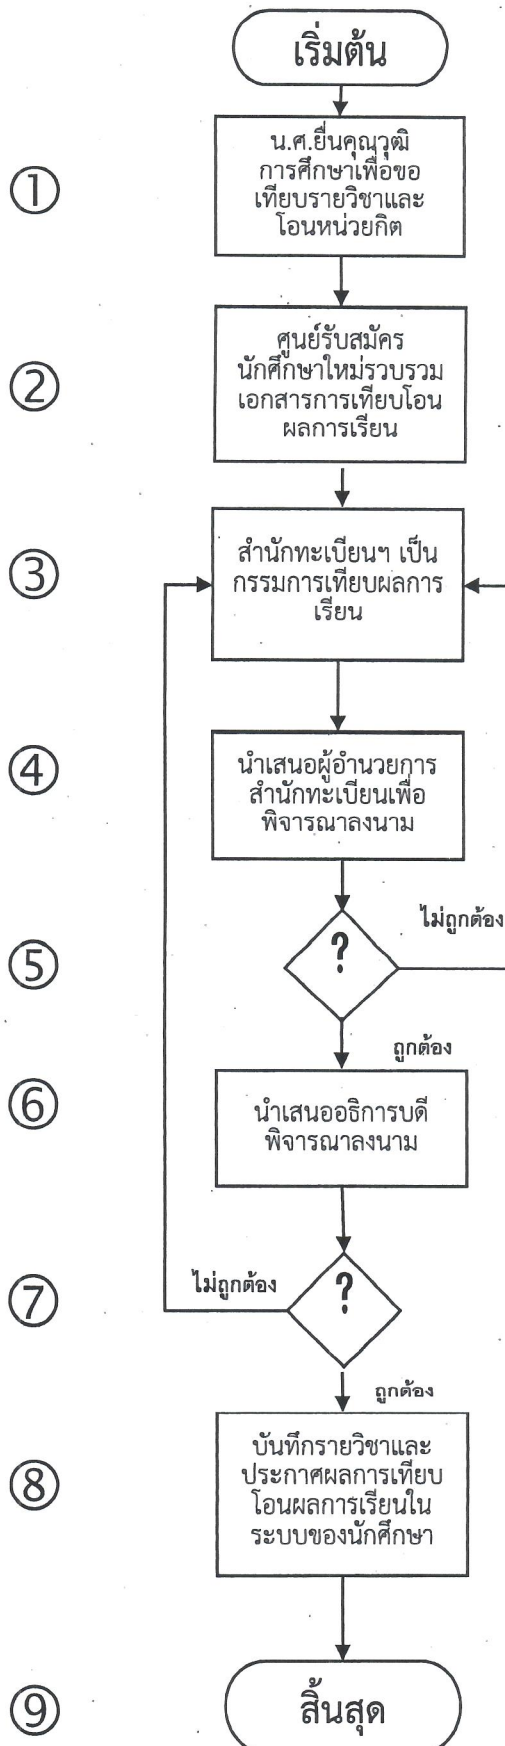 เริ่มต้น
①
น.ศ.ยื่นคุณวุฒิ
การศึกษาเพื่อขอ
เทียบรายวิชาและ
โอนหน่วยกิต
②
ศูนย์รับสมัคร
นักศึกษาใหม่รวบรวม
เอกสารการเทียบโอน
ผลการเรียน
③
สำนักทะเบียนฯ เป็น
กรรมการเทียบผลการ
เรียน
④
นำเสนอผู้อำนวยการ
สำนักทะเบียนเพื่อ
พิจารณาลงนาม
⑤
?
ไม่ถูกต้อง
ถูกต้อง
⑥
นำเสนออธิการบดี
พิจารณาลงนาม
⑦
ไม่ถูกต้อง
?
ถูกต้อง
⑧
บันทึกรายวิชาและ
ประกาศผลการเทียบ
โอนผลการเรียนใน
ระบบของนักศึกษา
⑨
สิ้นสุด